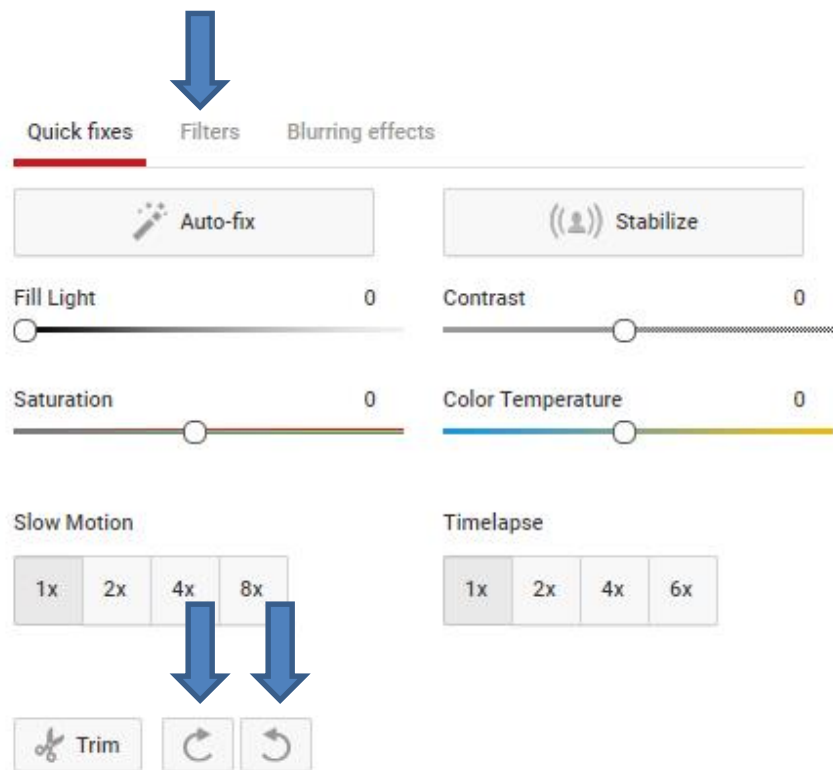 Quick fixes Filters Blurring effects
Auto-fix Stabilize
Fill Light 0 Contrast 0
Saturation 0 Color Temperature 0
Slow Motion Timelapse
1x 2x 4x 8x 1x 2x 4x 6x
Trim